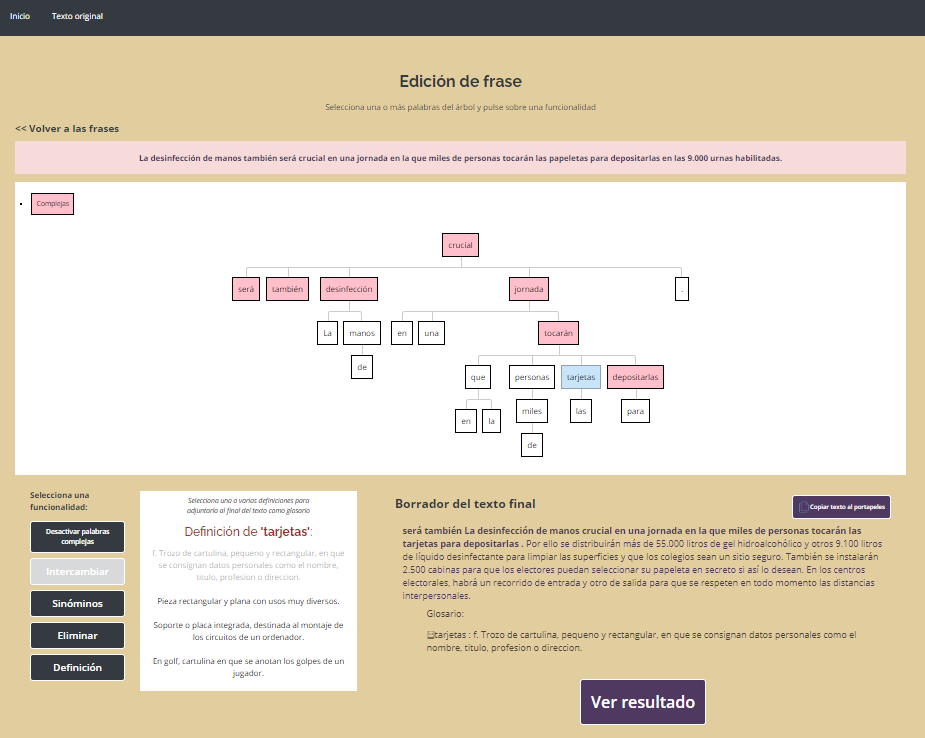 Inicio
Texto original
Edición de frase
Selecciona una o más palabras del árbol y pulse sobre una funcionalidad
<< Volver a las frases
La desinfección de manos también será crucial en una jornada en la que miles de personas tocarán las papeletas para depositarlas en las 9.000 urnas habilitadas.
Complejas
crucial
será
también
desinfección
jornada
.
La
manos
en
una
tocarán
de
que
personas
tarjetas
depositarlas
en
la
miles
las
para
de
Selecciona una
funcionalidad:
Desactivar palabras
complejas
Intercambiar
Sinóminos
Eliminar
Definición
Selecciona una o varias definiciones para
adjuntarla al final del texto como glosario
Definición de 'tarjetas':
f. Trozo de cartulina, pequeno y rectangular, en que
se consignan datos personales como el nombre,
titulo, profesion o direccion.
Pieza rectangular y plana con usos muy diversos.
Soporte o placa integrada, destinada al montaje de
los circuitos de un ordenador.
En golf, cartulina en que se anotan los golpes de un
jugador.
Borrador del texto final
Copiar texto al portapeles
será también La desinfección de manos crucial en una jornada en la que miles de personas tocarán las
tarjetas para depositarlas . Por ello se distribuirán más de 55.000 litros de gel hidroalcohólico y otros 9.100 litros
de líquido desinfectante para limpiar las superficies y que los colegios sean un sitio seguro. También se instalarán
2.500 cabinas para que los electores puedan seleccionar su papeleta en secreto si así lo desean. En los centros
electorales, habrá un recorrido de entrada y otro de salida para que se respeten en todo momento las distancias
interpersonales.
Glosario:
tarjetas : f. Trozo de cartulina, pequeno y rectangular, en que se consignan datos personales como el
nombre, titulo, profesion o direccion.
Ver resultado